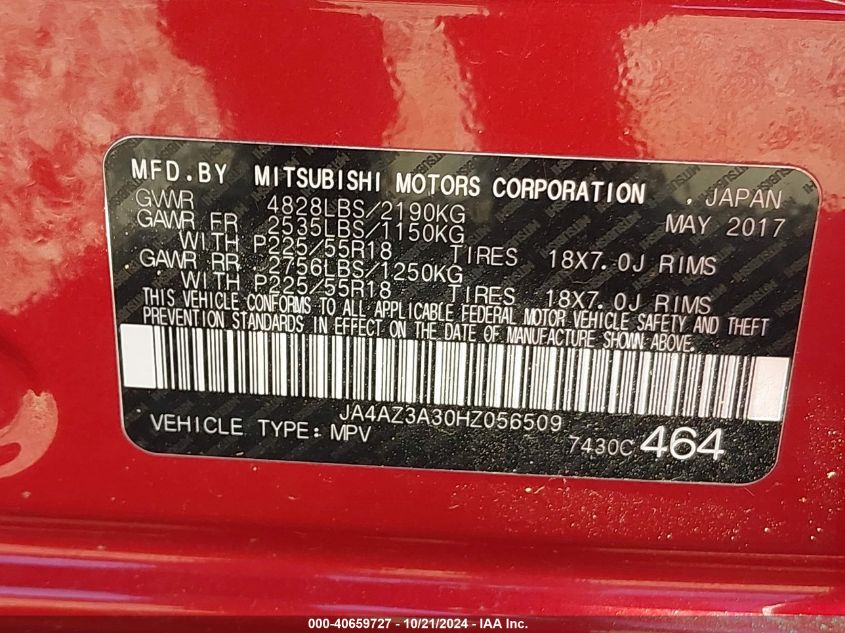 MFD.BY MITSUBISHI MOTORS CORPORATION . JAPAN
GVWR 4828LBS/2190KG MAY 2017
GAWR FR 2535LBS/1150KG
WITH P225/55R18 TIRES 18X7.0J RIMS
GAWR RR 2756LBS/1250KG
WITH P225/55R18 TIRES 18X7.0J RIMS
THIS VEHICLE CONFORMS TO ALL APPLICABLE FEDERAL MOTOR VEHICLE SAFETY AND THEFT
PREVENTION STANDARDS IN EFFECT ON THE DATE OF MANUFACTURE SHOWN ABOVE.
JA4AZ3A30HZ056509
VEHICLE TYPE: MPV 7430C 464
000-40659727 - 10/21/2024 - IAA Inc.